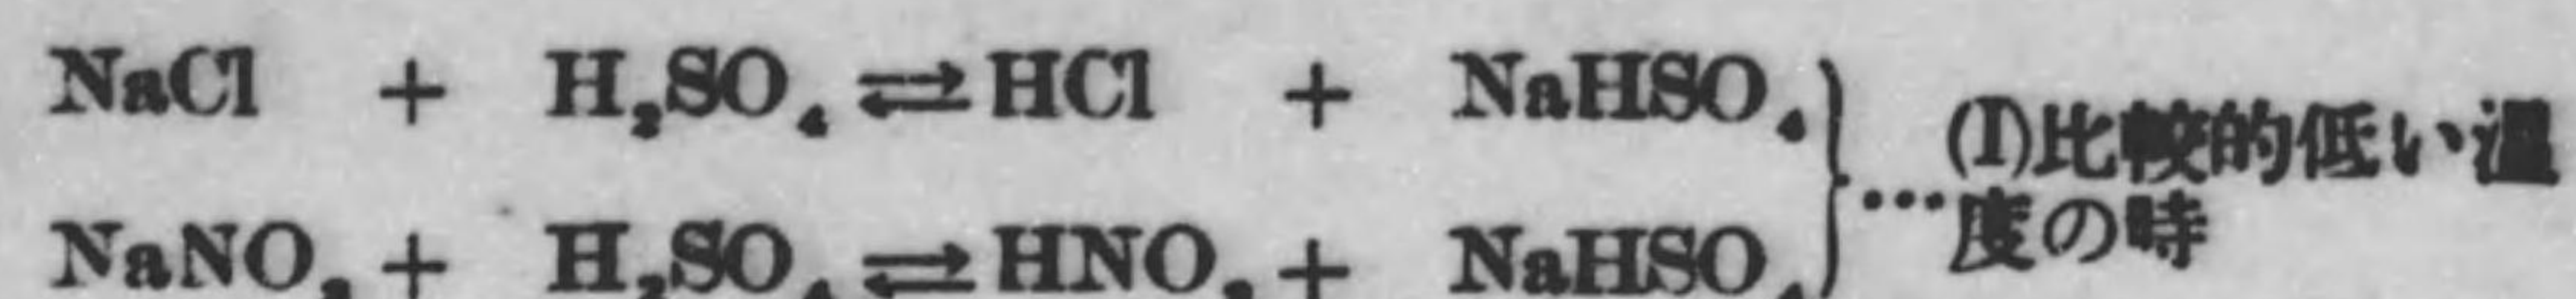 NaCl + H₂SO₄ ⇄ HCl + NaHSO₄
NaNO₃ + H₂SO₄ ⇄ HNO₃ + NaHSO₄
…(I)比較的低い温
度の時